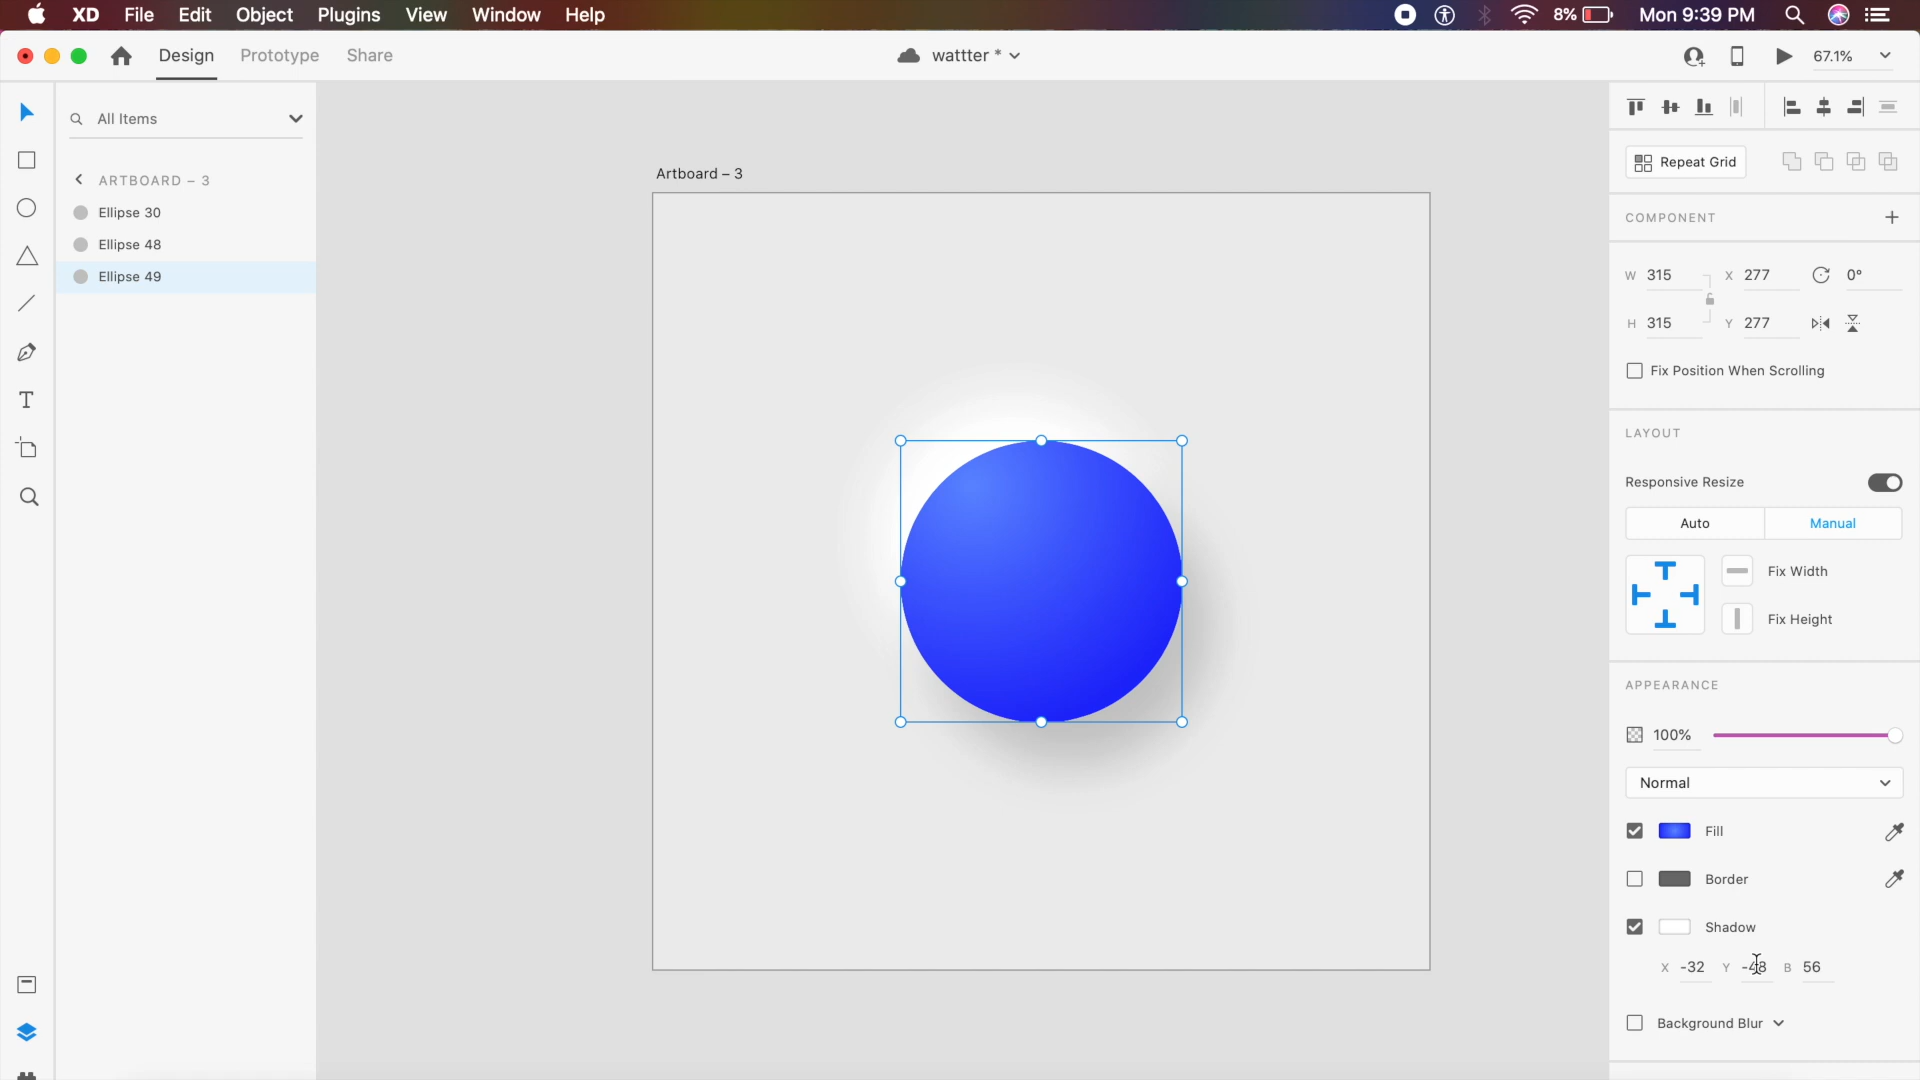 XD File Edit Object Plugins View Window Help 8% Mon 9:39 PM
Design Prototype Share wattter * 67.1%
All Items
ARTBOARD – 3
Ellipse 30
Ellipse 48
Ellipse 49
Artboard – 3
Repeat Grid
COMPONENT
W 315 X 277 0°
H 315 Y 277
Fix Position When Scrolling
LAYOUT
Responsive Resize
Auto Manual
Fix Width
Fix Height
APPEARANCE
100%
Normal
Fill
Border
Shadow
X -32 Y -48 B 56
Background Blur
T